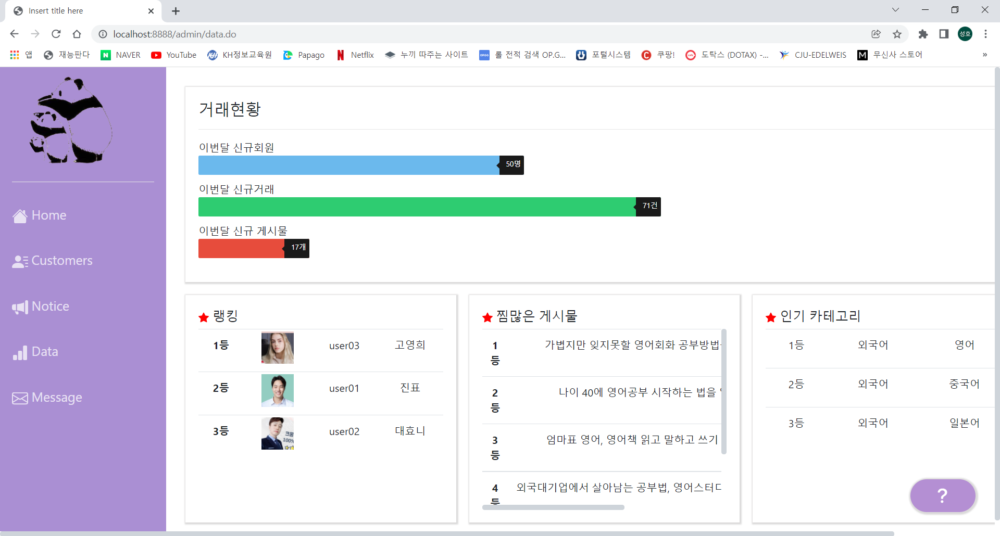 Insert title here
localhost:8888/admin/data.do
성호
앱 재능판다 NAVER YouTube KH정보교육원 Papago Netflix 누끼 따주는 사이트 OP.GG 롤 전적 검색 OP.G... 포털시스템 쿠팡! 도탁스 (DOTAX) -... CJU-EDELWEIS M 무신사 스토어 »
Home
Customers
Notice
Data
Message
거래현황
이번달 신규회원
50명
이번달 신규거래
71건
이번달 신규 게시물
17개
랭킹
1등 user03 고영희
2등 user01 진표
3등 user02 대효니
찜많은 게시물
1등 가볍지만 잊지못할 영어회화 공부방법
2등 나이 40에 영어공부 시작하는 법을
3등 엄마표 영어, 영어책 읽고 말하고 쓰기
4등 외국대기업에서 살아남는 공부법, 영어스터디
인기 카테고리
1등 외국어 영어
2등 외국어 중국어
3등 외국어 일본어
?